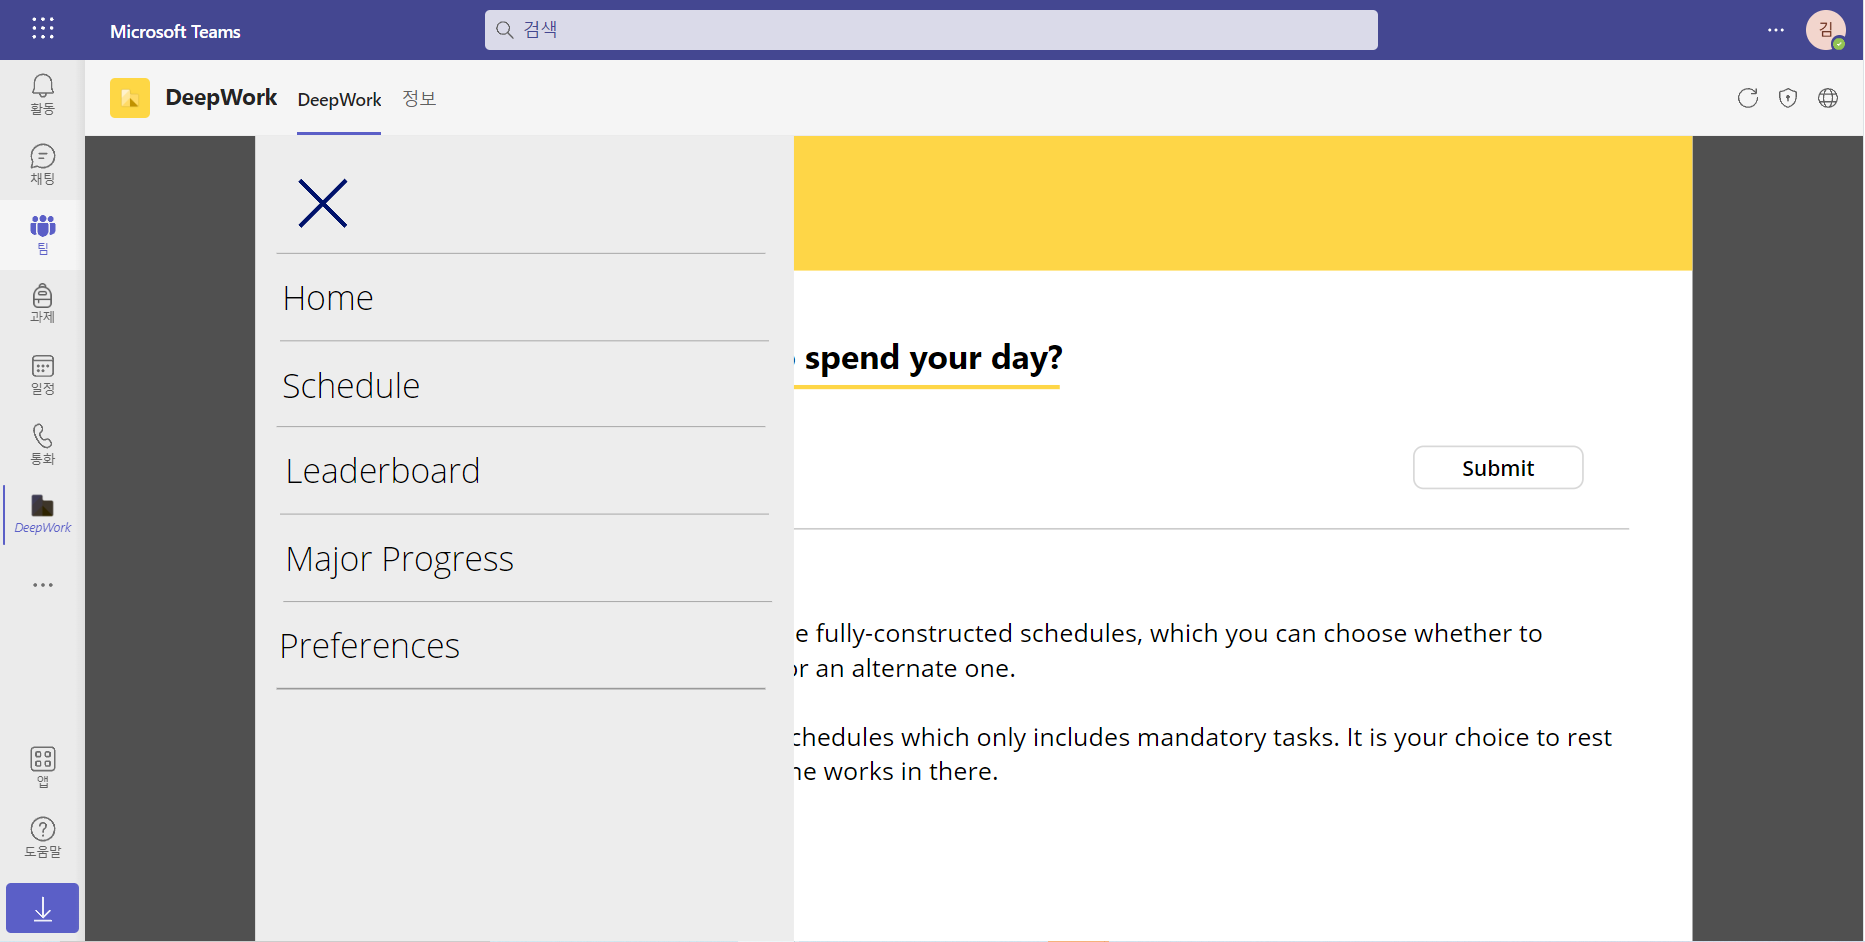 Microsoft Teams
검색
김
활동
채팅
팀
과제
일정
통화
DeepWork
앱
도움말
DeepWork
DeepWork
정보
Home
Schedule
Leaderboard
Major Progress
Preferences
spend your day?
Submit
fully-constructed schedules, which you can choose whether to
an alternate one.
which only includes mandatory tasks. It is your choice to rest
works in there.